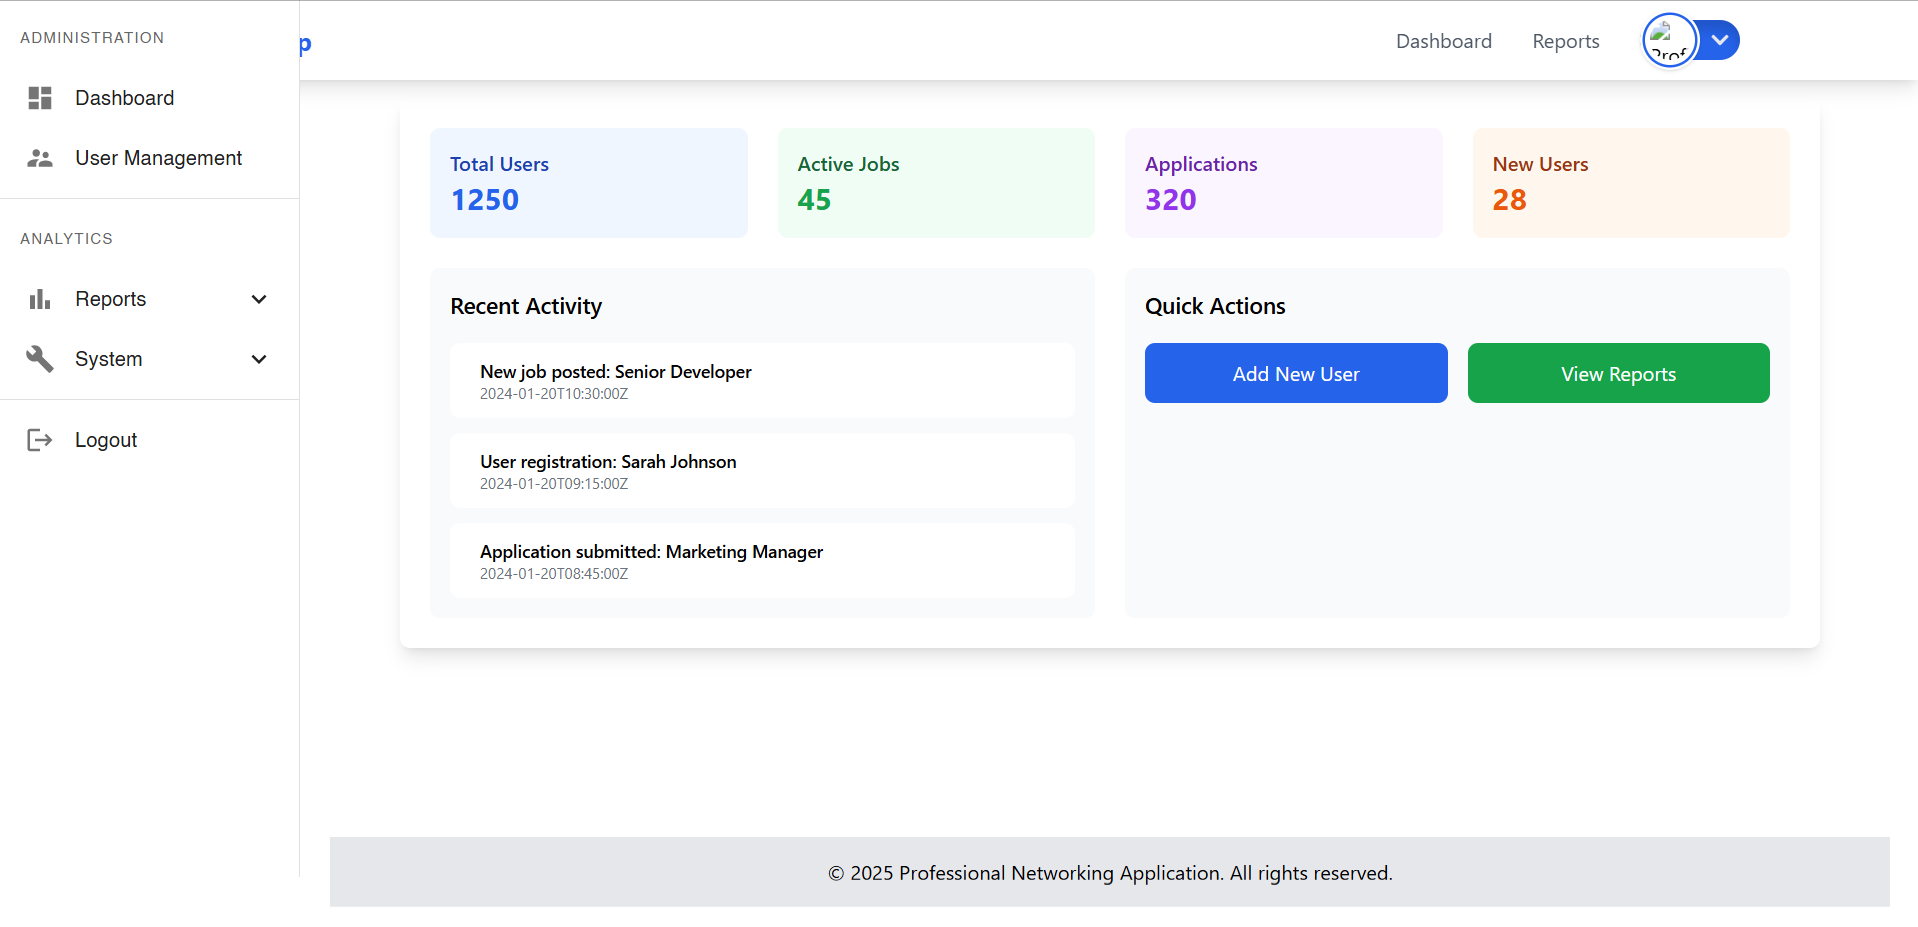 ADMINISTRATION
Dashboard
User Management
ANALYTICS
Reports
System
Logout
p
Dashboard
Reports
Total Users
1250
Active Jobs
45
Applications
320
New Users
28
Recent Activity
New job posted: Senior Developer
2024-01-20T10:30:00Z
User registration: Sarah Johnson
2024-01-20T09:15:00Z
Application submitted: Marketing Manager
2024-01-20T08:45:00Z
Quick Actions
Add New User
View Reports
© 2025 Professional Networking Application. All rights reserved.